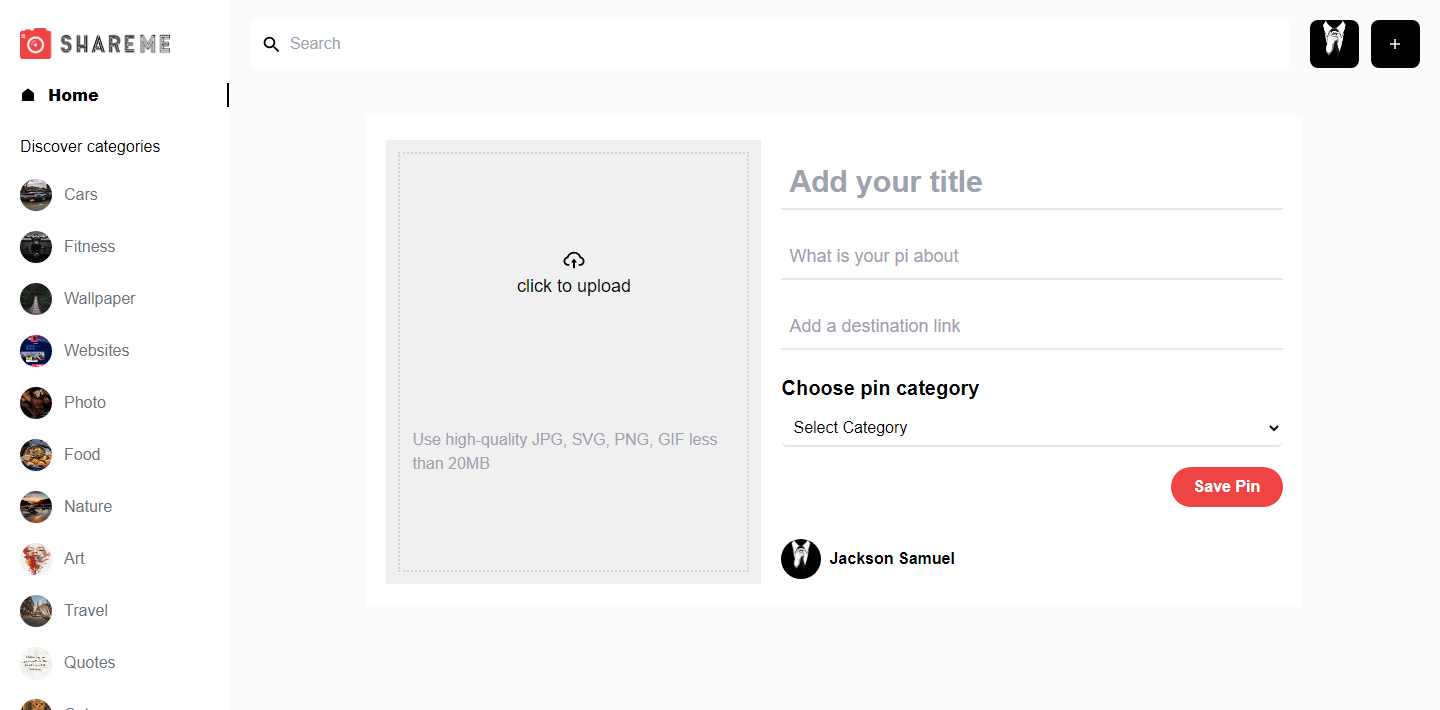 SHAREME
Search
+
Home
Discover categories
Cars
Fitness
Wallpaper
Websites
Photo
Food
Nature
Art
Travel
Quotes
click to upload
Use high-quality JPG, SVG, PNG, GIF less
than 20MB
Add your title
What is your pi about
Add a destination link
Choose pin category
Select Category
Save Pin
Jackson Samuel